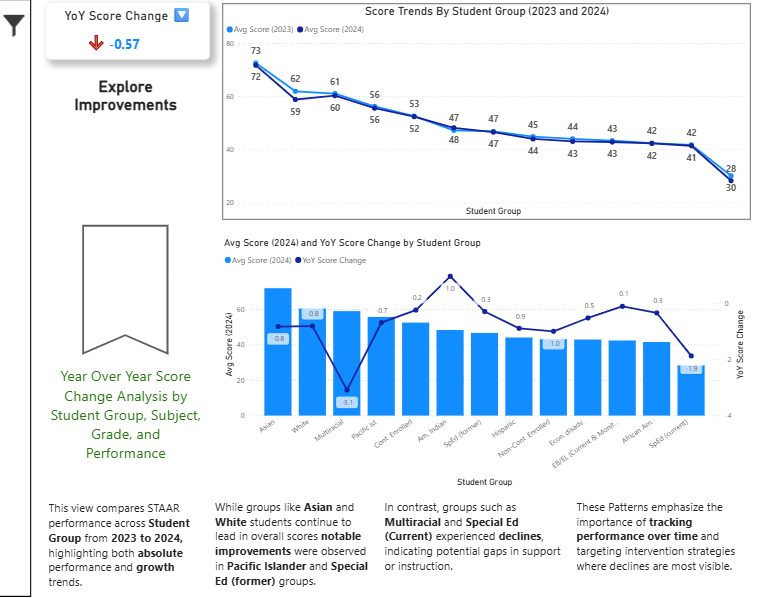 YoY Score Change
-0.57
Explore
Improvements
Year Over Year Score
Change Analysis by
Student Group, Subject,
Grade, and
Performance
Score Trends By Student Group (2023 and 2024)
Avg Score (2023) Avg Score (2024)
80
60
40
20
73
72
62
59
61
60
56
56
53
52
47
48
47
47
45
44
44
43
43
43
42
42
42
41
28
30
Student Group
Avg Score (2024) and YoY Score Change by Student Group
Avg Score (2024) YoY Score Change
Avg Score (2024)
60
40
20
0
-0.8
-0.8
-3.1
0.7
0.2
1.0
0.3
0.9
-1.0
0.5
0.1
0.3
-1.9
0
-2
-4
YoY Score Change
Asian
White
Multiracial
Pacific Isl.
Cont. Enrolled
Am. Indian
SpEd (former)
Hispanic
Non-Cont. Enrolled
Econ. disadv.
EB/EL (Current & Monit...
African Am.
SpEd (current)
Student Group
This view compares STAAR
performance across Student
Group from 2023 to 2024,
highlighting both absolute
performance and growth
trends.
While groups like Asian and
White students continue to
lead in overall scores notable
improvements were observed
in Pacific Islander and Special
Ed (former) groups.
In contrast, groups such as
Multiracial and Special Ed
(Current) experienced declines,
indicating potential gaps in support
or instruction.
These Patterns emphasize the
importance of tracking
performance over time and
targeting intervention strategies
where declines are most visible.